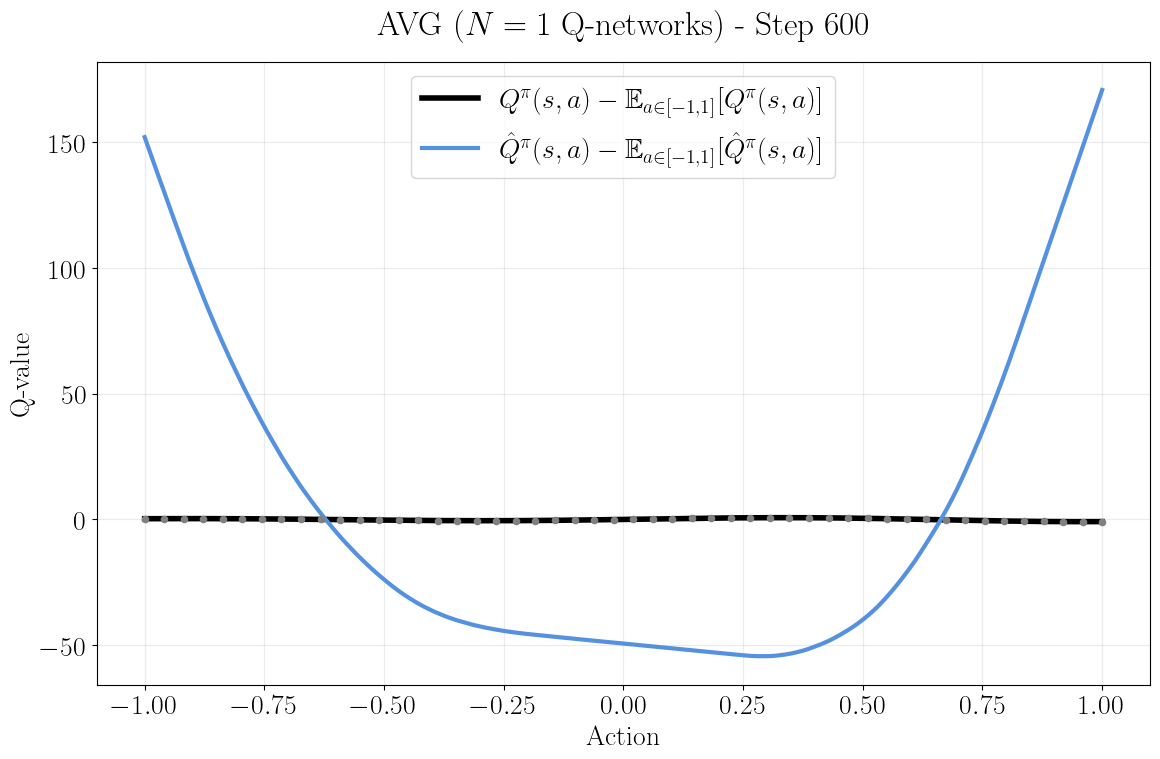 AVG (N = 1 Q-networks) - Step 600
Q^π(s, a) − 𝔼_{a∈[−1,1]}[Q^π(s, a)]
Q̂^π(s, a) − 𝔼_{a∈[−1,1]}[Q̂^π(s, a)]
150
100
50
0
−50
Q-value
−1.00 −0.75 −0.50 −0.25 0.00 0.25 0.50 0.75 1.00
Action